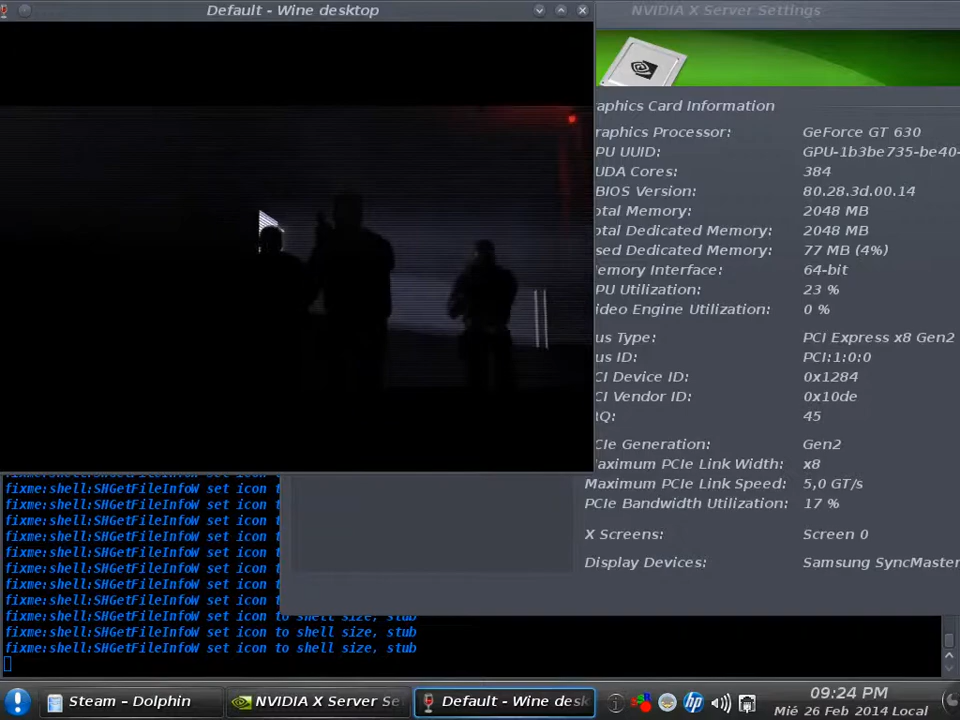 Default - Wine desktop
NVIDIA X Server Settings
aphics Card Information
raphics Processor: GeForce GT 630
PU UUID: GPU-1b3be735-be40-
UDA Cores: 384
BIOS Version: 80.28.3d.00.14
otal Memory: 2048 MB
otal Dedicated Memory: 2048 MB
sed Dedicated Memory: 77 MB (4%)
emory Interface: 64-bit
PU Utilization: 23 %
ideo Engine Utilization: 0 %
us Type: PCI Express x8 Gen2
us ID: PCI:1:0:0
CI Device ID: 0x1284
CI Vendor ID: 0x10de
RQ: 45
CIe Generation: Gen2
Maximum PCIe Link Width: x8
Maximum PCIe Link Speed: 5,0 GT/s
PCIe Bandwidth Utilization: 17 %
X Screens: Screen 0
Display Devices: Samsung SyncMaster
fixme:shell:SHGetFileInfoW set icon t
fixme:shell:SHGetFileInfoW set icon t
fixme:shell:SHGetFileInfoW set icon t
fixme:shell:SHGetFileInfoW set icon t
fixme:shell:SHGetFileInfoW set icon t
fixme:shell:SHGetFileInfoW set icon t
fixme:shell:SHGetFileInfoW set icon t
fixme:shell:SHGetFileInfoW set icon t
fixme:shell:SHGetFileInfoW set icon to shell size, stub
fixme:shell:SHGetFileInfoW set icon to shell size, stub
fixme:shell:SHGetFileInfoW set icon to shell size, stub
Steam - Dolphin
NVIDIA X Server Se
Default - Wine desk
hp
09:24 PM
Mié 26 Feb 2014 Local